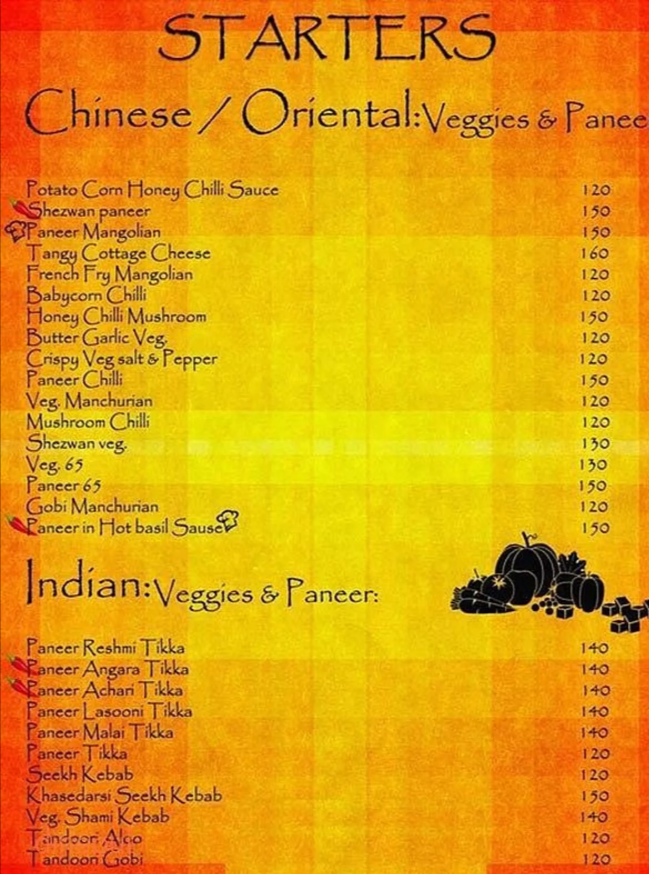 STARTERS
Chinese / Oriental: Veggies & Panee
Potato Corn Honey Chilli Sauce 120
Shezwan paneer 150
Paneer Mangolian 150
Tangy Cottage Cheese 160
French Fry Mangolian 120
Babycorn Chilli 120
Honey Chilli Mushroom 150
Butter Garlic Veg. 120
Crispy Veg salt & Pepper 120
Paneer Chilli 150
Veg. Manchurian 120
Mushroom Chilli 120
Shezwan veg. 130
Veg. 65 130
Paneer 65 150
Gobi Manchurian 120
Paneer in Hot basil Sause 150
Indian: Veggies & Paneer:
Paneer Reshmi Tikka 140
Paneer Angara Tikka 140
Paneer Achari Tikka 140
Paneer Lasooni Tikka 140
Paneer Malai Tikka 140
Paneer Tikka 120
Seekh Kebab 120
Khasedarsi Seekh Kebab 150
Veg. Shami Kebab 140
Tandoori Aloo 120
Tandoori Gobi 120